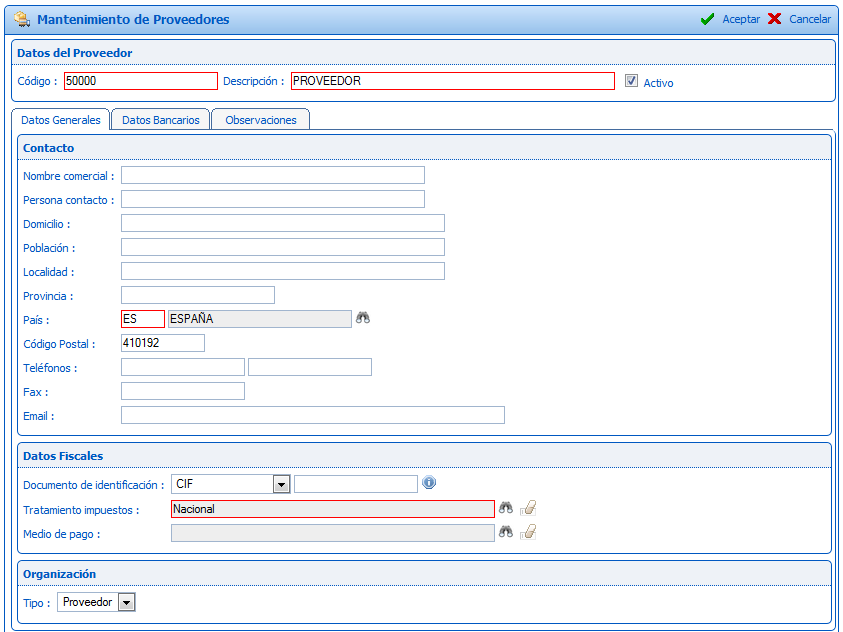 Mantenimiento de Proveedores Aceptar Cancelar
Datos del Proveedor
Código : 50000 Descripción : PROVEEDOR Activo
Datos Generales Datos Bancarios Observaciones
Contacto
Nombre comercial :
Persona contacto :
Domicilio :
Población :
Localidad :
Provincia :
País : ES ESPAÑA
Código Postal : 410192
Teléfonos :
Fax :
Email :
Datos Fiscales
Documento de identificación : CIF
Tratamiento impuestos : Nacional
Medio de pago :
Organización
Tipo : Proveedor